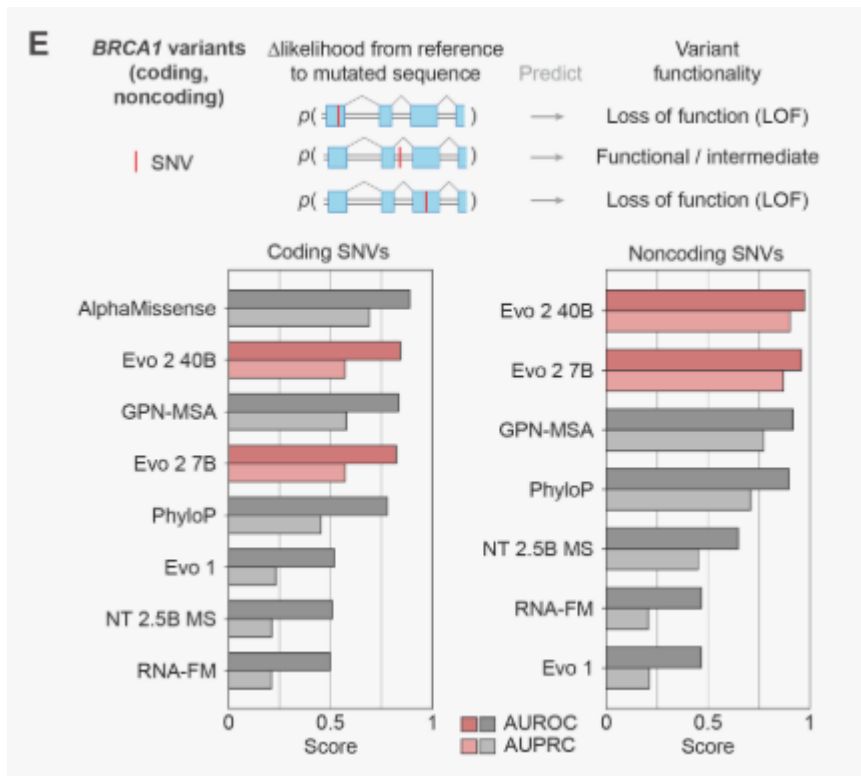 E
BRCA1 variants
(coding,
noncoding)
SNV
Δlikelihood from reference
to mutated sequence
p( )
p( )
p( )
Predict
Variant
functionality
Loss of function (LOF)
Functional / intermediate
Loss of function (LOF)
Coding SNVs
AlphaMissense
Evo 2 40B
GPN-MSA
Evo 2 7B
PhyloP
Evo 1
NT 2.5B MS
RNA-FM
0 0.5 1
Score
Noncoding SNVs
Evo 2 40B
Evo 2 7B
GPN-MSA
PhyloP
NT 2.5B MS
RNA-FM
Evo 1
0 0.5 1
Score
AUROC
AUPRC